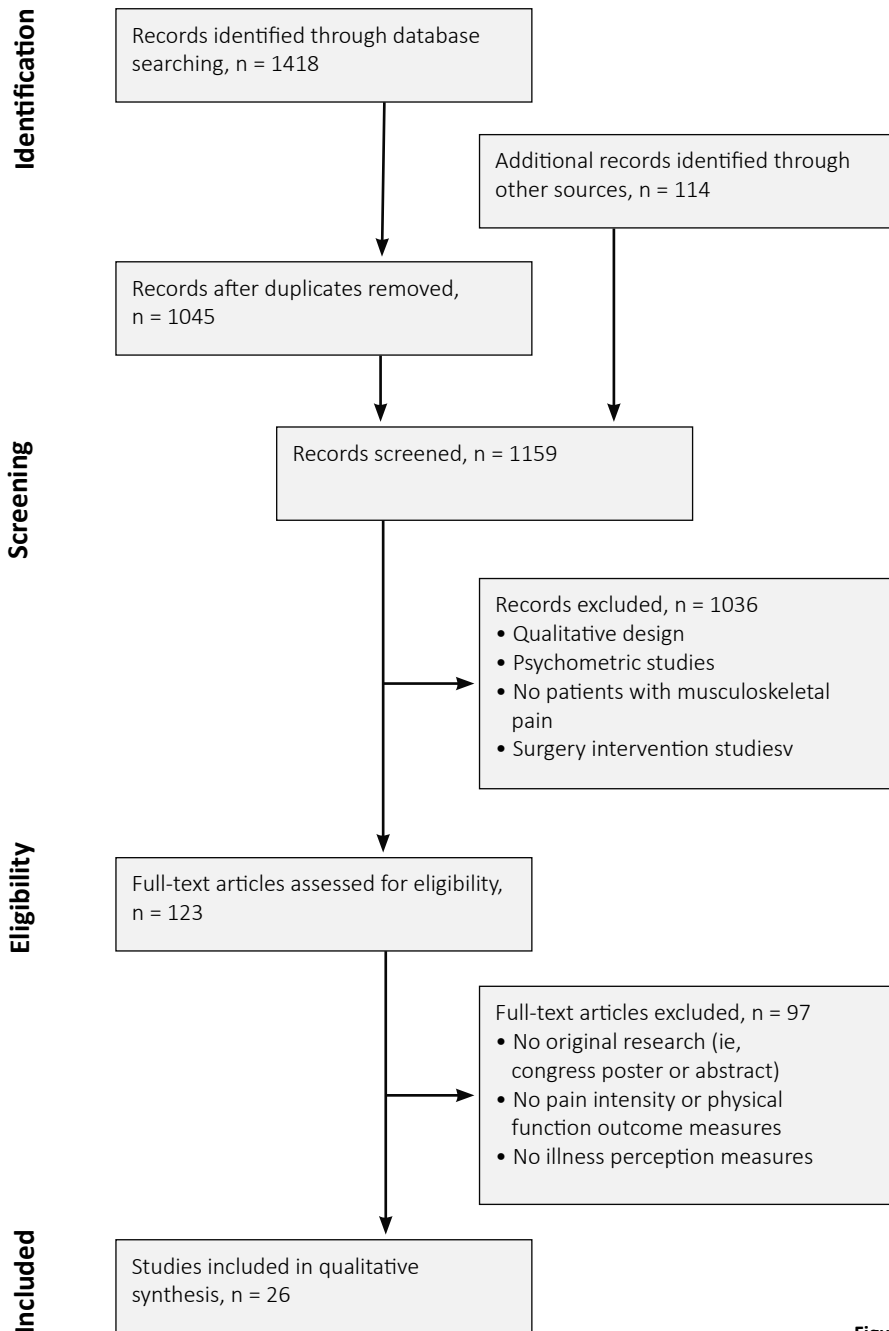 Identification
Records identified through database
searching, n = 1418
Additional records identified through
other sources, n = 114
Records after duplicates removed,
n = 1045
Screening
Records screened, n = 1159
Records excluded, n = 1036
• Qualitative design
• Psychometric studies
• No patients with musculoskeletal
pain
• Surgery intervention studiesv
Eligibility
Full-text articles assessed for eligibility,
n = 123
Full-text articles excluded, n = 97
• No original research (ie,
congress poster or abstract)
• No pain intensity or physical
function outcome measures
• No illness perception measures
Included
Studies included in qualitative
synthesis, n = 26